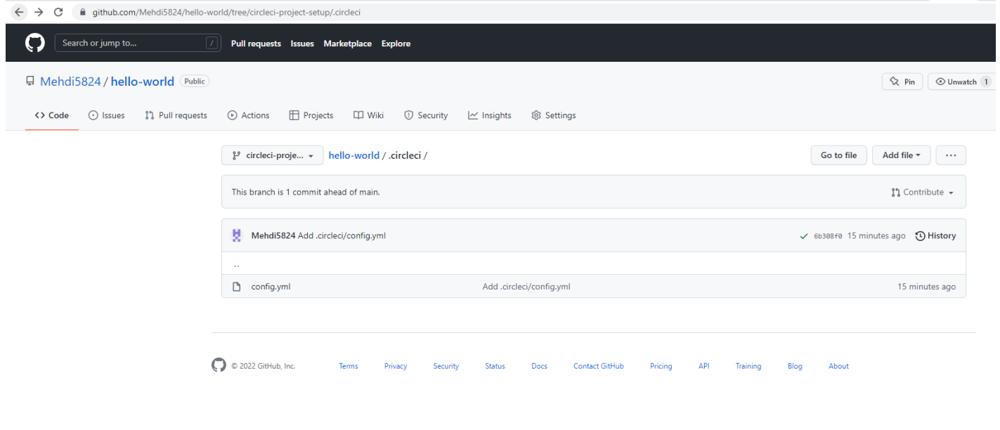 github.com/Mehdi5824/hello-world/tree/circleci-project-setup/.circleci
Search or jump to... / Pull requests Issues Marketplace Explore
Mehdi5824 / hello-world Public Pin Unwatch 1
<> Code Issues Pull requests Actions Projects Wiki Security Insights Settings
circleci-proje... hello-world / .circleci / Go to file Add file ...
This branch is 1 commit ahead of main. Contribute
Mehdi5824 Add .circleci/config.yml 6b308f0 15 minutes ago History
..
config.yml Add .circleci/config.yml 15 minutes ago
© 2022 GitHub, Inc. Terms Privacy Security Status Docs Contact GitHub Pricing API Training Blog About